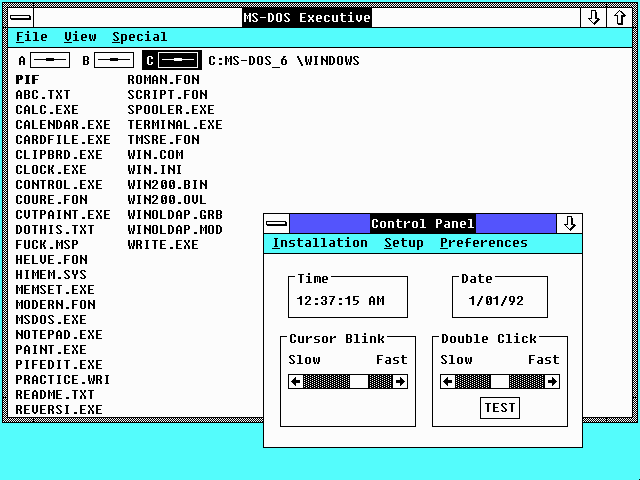 MS-DOS Executive
File View Special
A B C C:MS-DOS_6 \WINDOWS
PIF ROMAN.FON
ABC.TXT SCRIPT.FON
CALC.EXE SPOOLER.EXE
CALENDAR.EXE TERMINAL.EXE
CARDFILE.EXE TMSRE.FON
CLIPBRD.EXE WIN.COM
CLOCK.EXE WIN.INI
CONTROL.EXE WIN200.BIN
COURE.FON WIN200.OVL
CVTPAINT.EXE WINOLDAP.GRB
DOTHIS.TXT WINOLDAP.MOD
FUCK.MSP WRITE.EXE
HELVE.FON
HIMEM.SYS
MEMSET.EXE
MODERN.FON
MSDOS.EXE
NOTEPAD.EXE
PAINT.EXE
PIFEDIT.EXE
PRACTICE.WRI
README.TXT
REVERSI.EXE
Control Panel
Installation Setup Preferences
Time Date
12:37:15 AM 1/01/92
Cursor Blink Double Click
Slow Fast Slow Fast
TEST